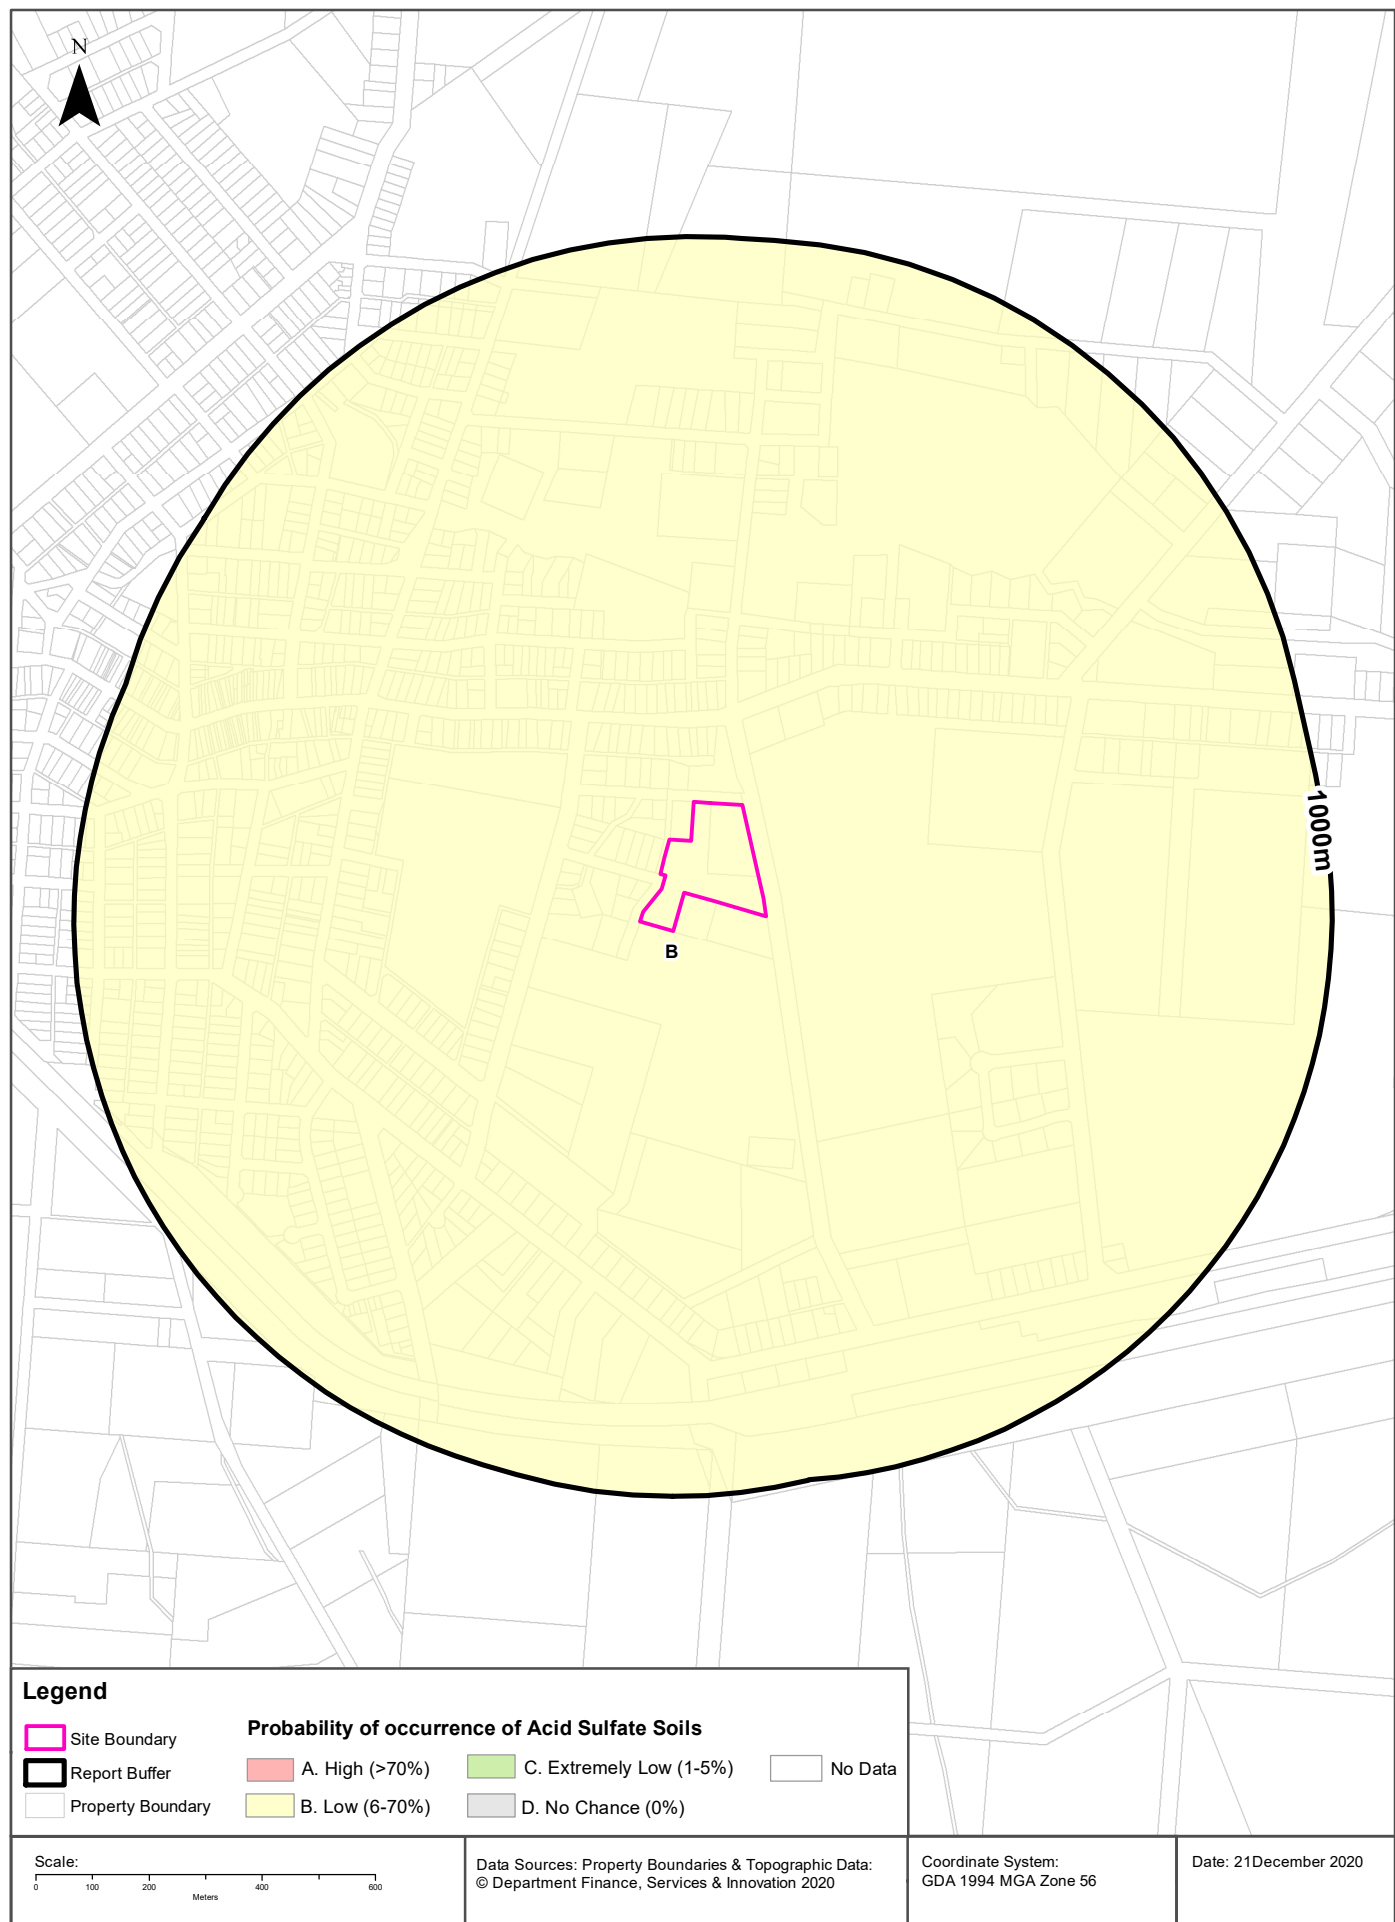 N
1000m
B
Legend
Site Boundary
Report Buffer
Property Boundary
Probability of occurrence of Acid Sulfate Soils
A. High (>70%)
C. Extremely Low (1-5%)
No Data
B. Low (6-70%)
D. No Chance (0%)
Scale:
0 100 200 400 600
Meters
Data Sources: Property Boundaries & Topographic Data:
© Department Finance, Services & Innovation 2020
Coordinate System:
GDA 1994 MGA Zone 56
Date: 21December 2020